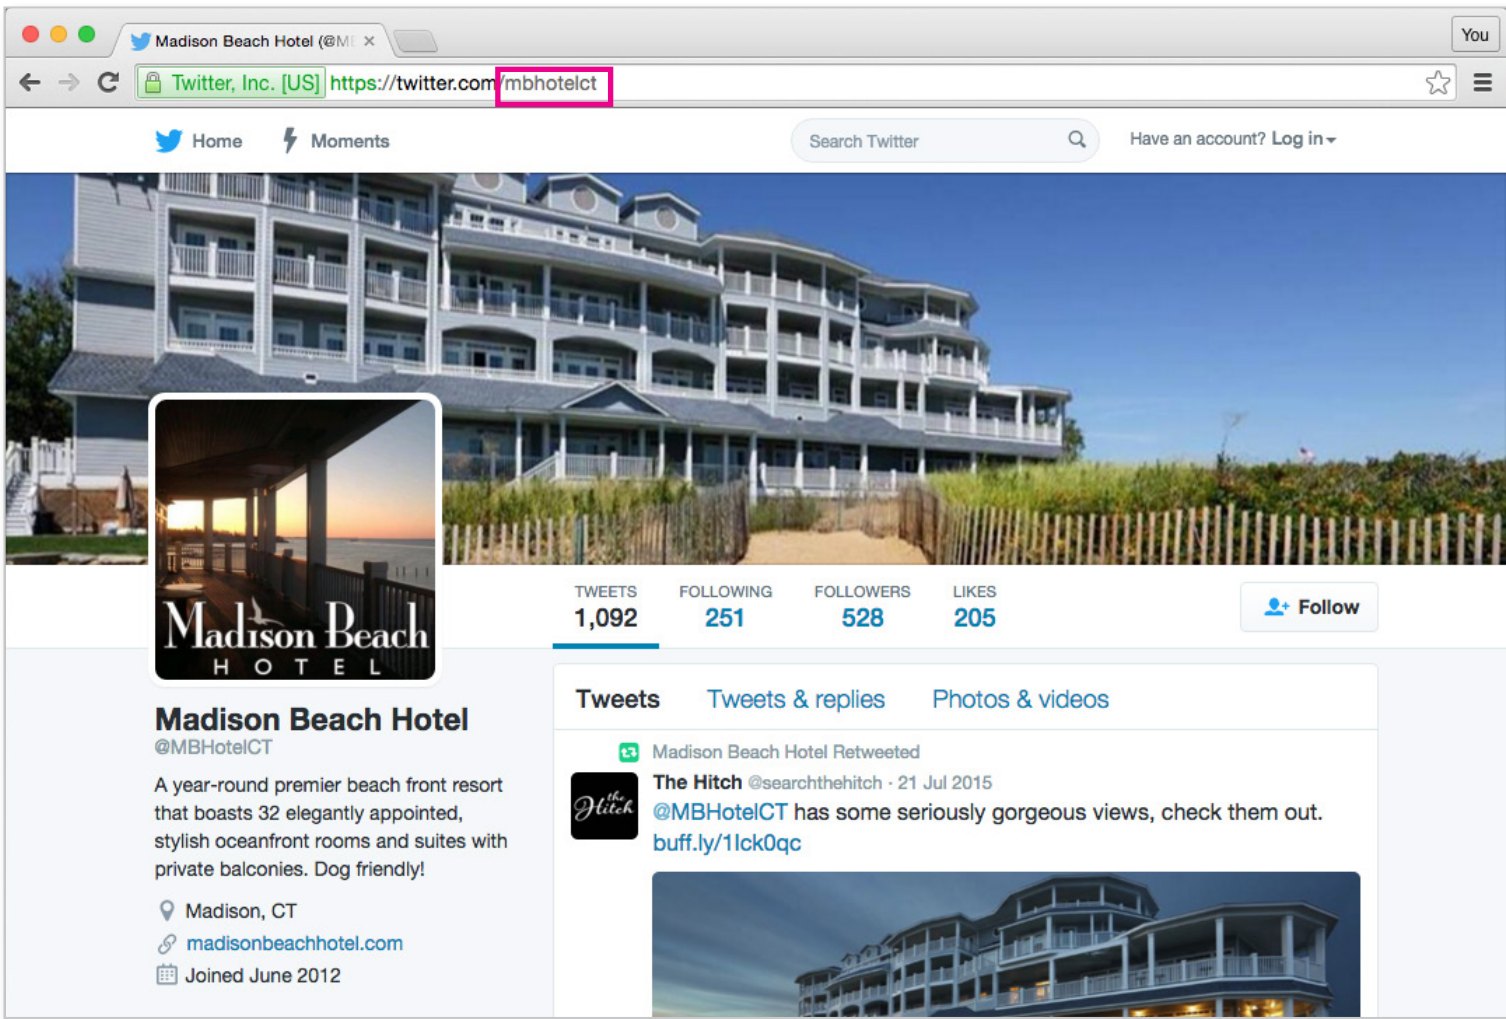 Madison Beach Hotel (@MB
You
Twitter, Inc. [US] https://twitter.com/mbhotelct
Home Moments Search Twitter Have an account? Log in
Madison Beach
HOTEL
TWEETS FOLLOWING FOLLOWERS LIKES
1,092 251 528 205
Follow
Madison Beach Hotel
@MBHotelCT
A year-round premier beach front resort
that boasts 32 elegantly appointed,
stylish oceanfront rooms and suites with
private balconies. Dog friendly!
Madison, CT
madisonbeachhotel.com
Joined June 2012
Tweets Tweets & replies Photos & videos
Madison Beach Hotel Retweeted
the
Hitch
The Hitch @searchthehitch · 21 Jul 2015
@MBHotelCT has some seriously gorgeous views, check them out.
buff.ly/1Ick0qc